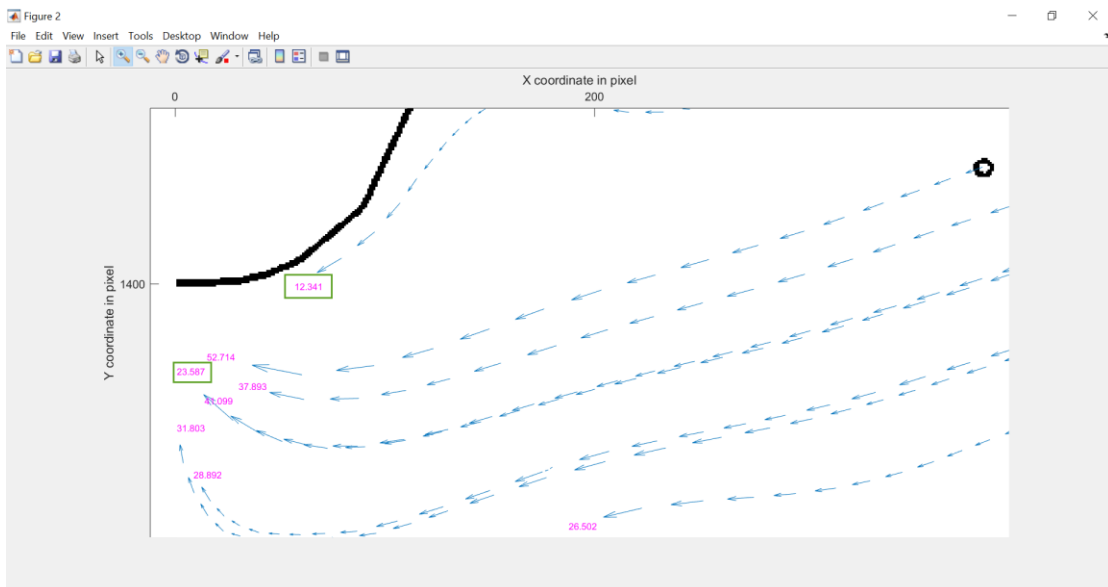 Figure 2
File Edit View Insert Tools Desktop Window Help
X coordinate in pixel
0 200
Y coordinate in pixel
1400
12.341
52.714
23.587
37.893
41.099
31.803
28.892
26.502